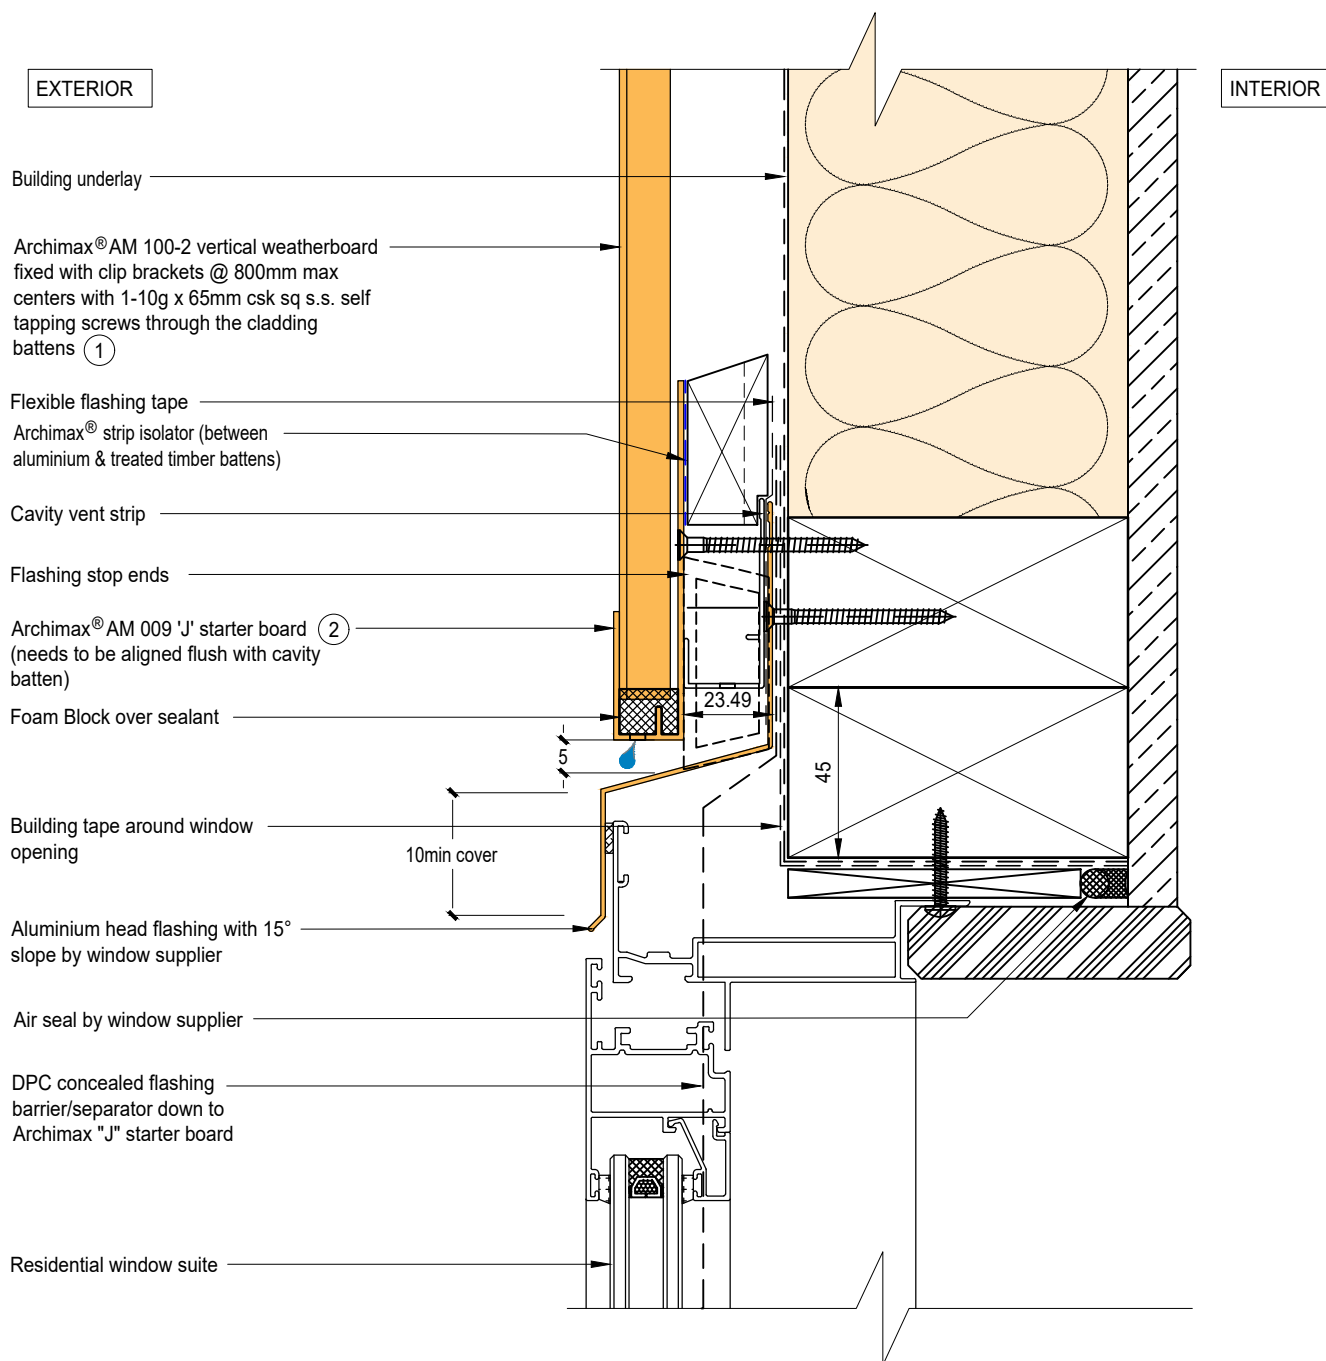 EXTERIOR
INTERIOR
Building underlay
Archimax® AM 100-2 vertical weatherboard
fixed with clip brackets @ 800mm max
centers with 1-10g x 65mm csk sq s.s. self
tapping screws through the cladding
battens 1
Flexible flashing tape
Archimax® strip isolator (between
aluminium & treated timber battens)
Cavity vent strip
Flashing stop ends
Archimax® AM 009 'J' starter board 2
(needs to be aligned flush with cavity
batten)
Foam Block over sealant
23.49
5
45
Building tape around window
opening
10min cover
Aluminium head flashing with 15°
slope by window supplier
Air seal by window supplier
DPC concealed flashing
barrier/separator down to
Archimax "J" starter board
Residential window suite